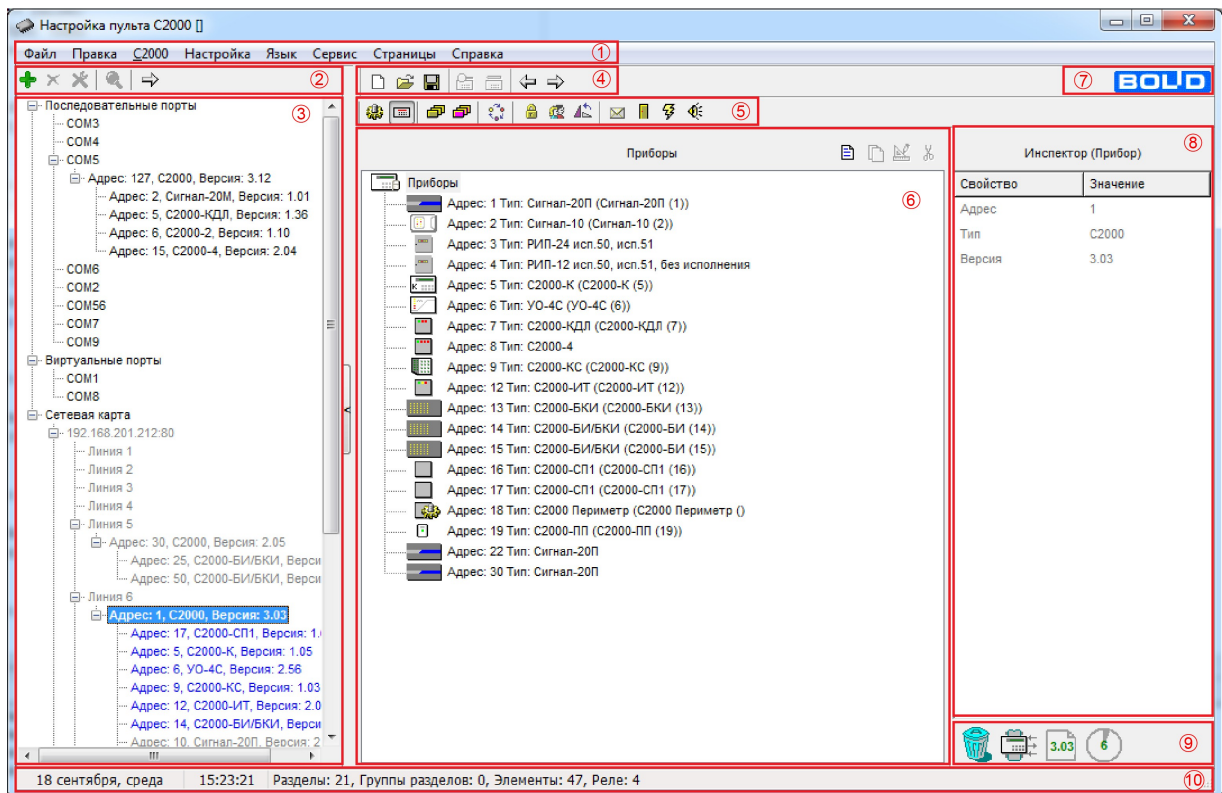 Настройка пульта С2000 []
Файл Правка С2000 Настройка Язык Сервис Страницы Справка ①
②
④
⑦ BOLID
③
Последовательные порты
COM3
COM4
COM5
Адрес: 127, С2000, Версия: 3.12
Адрес: 2, Сигнал-20М, Версия: 1.01
Адрес: 5, С2000-КДЛ, Версия: 1.36
Адрес: 6, С2000-2, Версия: 1.10
Адрес: 15, С2000-4, Версия: 2.04
COM6
COM2
COM56
COM7
COM9
Виртуальные порты
COM1
COM8
Сетевая карта
192.168.201.212:80
Линия 1
Линия 2
Линия 3
Линия 4
Линия 5
Адрес: 30, С2000, Версия: 2.05
Адрес: 25, С2000-БИ/БКИ, Верси
Адрес: 50, С2000-БИ/БКИ, Верси
Линия 6
Адрес: 1, С2000, Версия: 3.03
Адрес: 17, С2000-СП1, Версия: 1.
Адрес: 5, С2000-К, Версия: 1.05
Адрес: 6, УО-4С, Версия: 2.56
Адрес: 9, С2000-КС, Версия: 1.03
Адрес: 12, С2000-ИТ, Версия: 2.0
Адрес: 14, С2000-БИ/БКИ, Верси
Адрес: 10, Сигнал-20П, Версия: 2
<
⑤
Приборы
⑥
Приборы
Адрес: 1 Тип: Сигнал-20П (Сигнал-20П (1))
Адрес: 2 Тип: Сигнал-10 (Сигнал-10 (2))
Адрес: 3 Тип: РИП-24 исп.50, исп.51
Адрес: 4 Тип: РИП-12 исп.50, исп.51, без исполнения
Адрес: 5 Тип: С2000-К (С2000-К (5))
Адрес: 6 Тип: УО-4С (УО-4С (6))
Адрес: 7 Тип: С2000-КДЛ (С2000-КДЛ (7))
Адрес: 8 Тип: С2000-4
Адрес: 9 Тип: С2000-КС (С2000-КС (9))
Адрес: 12 Тип: С2000-ИТ (С2000-ИТ (12))
Адрес: 13 Тип: С2000-БКИ (С2000-БКИ (13))
Адрес: 14 Тип: С2000-БИ/БКИ (С2000-БИ (14))
Адрес: 15 Тип: С2000-БИ/БКИ (С2000-БИ (15))
Адрес: 16 Тип: С2000-СП1 (С2000-СП1 (16))
Адрес: 17 Тип: С2000-СП1 (С2000-СП1 (17))
Адрес: 18 Тип: С2000 Периметр (С2000 Периметр ()
Адрес: 19 Тип: С2000-ПП (С2000-ПП (19))
Адрес: 22 Тип: Сигнал-20П
Адрес: 30 Тип: Сигнал-20П
⑧
Инспектор (Прибор)
Свойство Значение
Адрес 1
Тип С2000
Версия 3.03
3.03 6 ⑨
18 сентября, среда 15:23:21 Разделы: 21, Группы разделов: 0, Элементы: 47, Реле: 4 ⑩